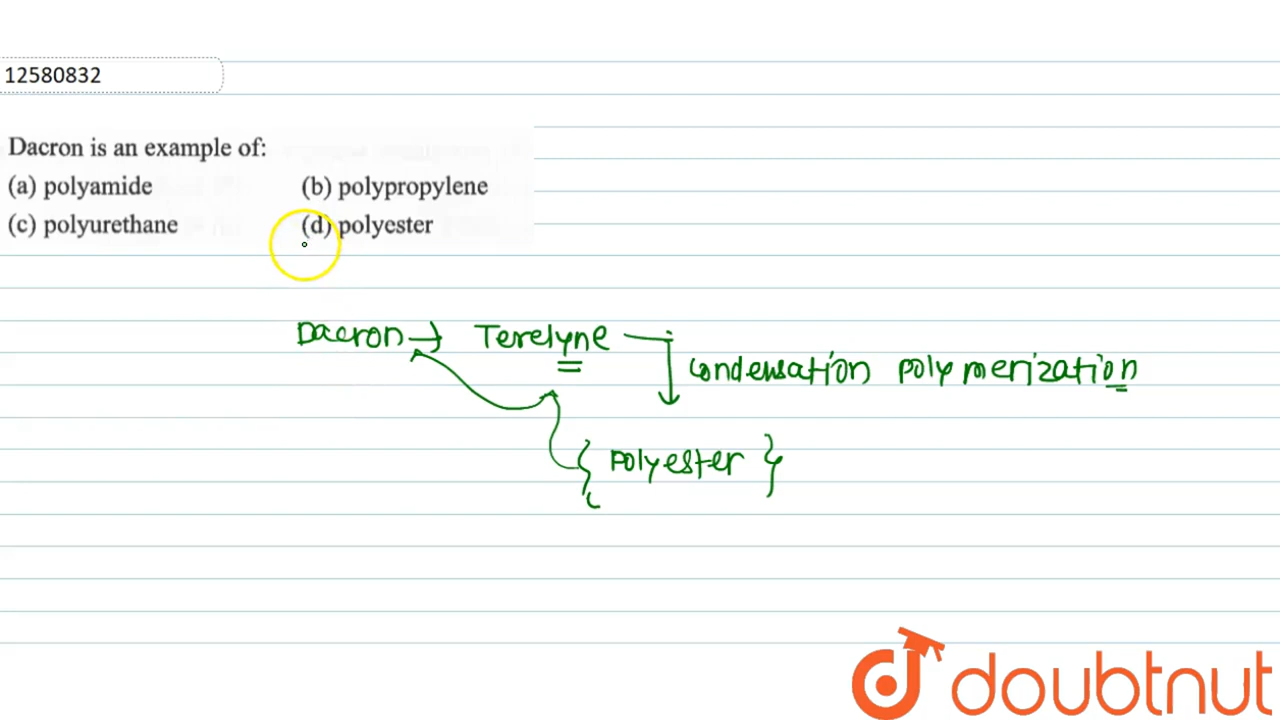 12580832
Dacron is an example of:
(a) polyamide (b) polypropylene
(c) polyurethane (d) polyester
Dacron → Terelyne
condensation polymerization
{ polyester }
doubtnut